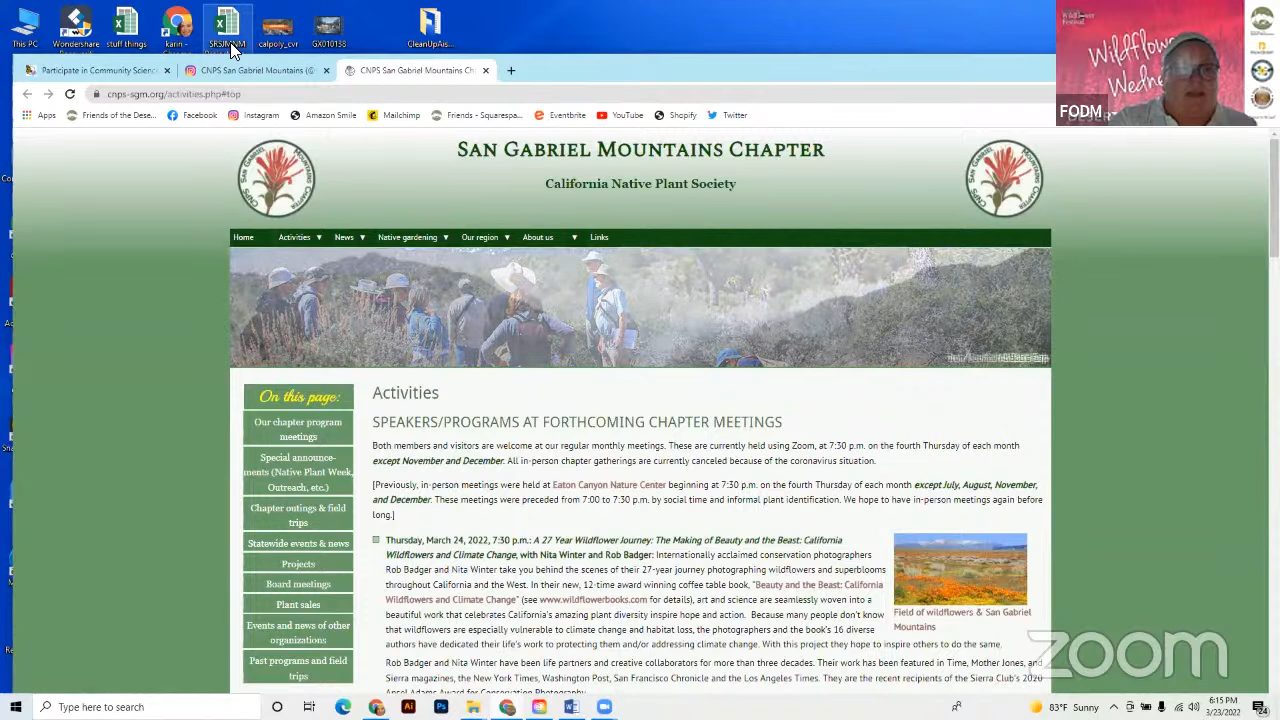 This PC
Wondershare
stuff things
karin -
SRSJMNM
calpoly_cvr
GX010138
CleanUpAis...
Participate in Community Scienc
CNPS San Gabriel Mountains (@
CNPS San Gabriel Mountains Ch
cnps-sgm.org/activities.php#top
Apps
Friends of the Dese...
Facebook
Instagram
Amazon Smile
Mailchimp
Friends - Squarespa...
Eventbrite
YouTube
Shopify
Twitter
Wildflower
Festival
Wildflowe
Wedne
FODM
SAN GABRIEL MOUNTAINS CHAPTER
California Native Plant Society
Home
Activities ▼
News ▼
Native gardening ▼
Our region ▼
About us ▼
Links
On this page:
Our chapter program
meetings
Special announce-
ments (Native Plant Week,
Outreach, etc.)
Chapter outings & field
trips
Statewide events & news
Projects
Board meetings
Plant sales
Events and news of other
organizations
Past programs and field
trips
Activities
SPEAKERS/PROGRAMS AT FORTHCOMING CHAPTER MEETINGS
Both members and visitors are welcome at our regular monthly meetings. These are currently held using Zoom, at 7:30 p.m. on the fourth Thursday of each month
except November and December. All in-person chapter gatherings are currently canceled because of the coronavirus situation.
[Previously, in-person meetings were held at Eaton Canyon Nature Center beginning at 7:30 p.m. on the fourth Thursday of each month except July, August, November,
and December. These meetings were preceded from 7:00 to 7:30 p.m. by social time and informal plant identification. We hope to have in-person meetings again before
long.]
Thursday, March 24, 2022, 7:30 p.m.: A 27 Year Wildflower Journey: The Making of Beauty and the Beast: California
Wildflowers and Climate Change, with Nita Winter and Rob Badger: Internationally acclaimed conservation photographers
Rob Badger and Nita Winter take you behind the scenes of their 27-year journey photographing wildflowers and superblooms
throughout California and the West. In their new, 12-time award winning coffee table book, "Beauty and the Beast: California
Wildflowers and Climate Change" (see www.wildflowerbooks.com for details), art and science are seamlessly woven into a
beautiful work that celebrates California's amazing plant diversity inspire hope and action. Because many people don't know
that wildflowers are especially vulnerable to climate change and habitat loss, the photographers and the book's 16 diverse
authors have dedicated their life's work to protecting them and/or addressing climate change. With this project they hope to inspire others to do the same.
Rob Badger and Nita Winter have been life partners and creative collaborators for more than three decades. Their work has been featured in Time, Mother Jones, and
Sierra magazines, the New York Times, Washington Post, San Francisco Chronicle and the Los Angeles Times. They are the recent recipients of the Sierra Club's 2020
Ansel Adams Award for Conservation Photography.
Field of wildflowers & San Gabriel
Mountains
zoom
Type here to search
83°F Sunny
6:15 PM
3/23/2022
24